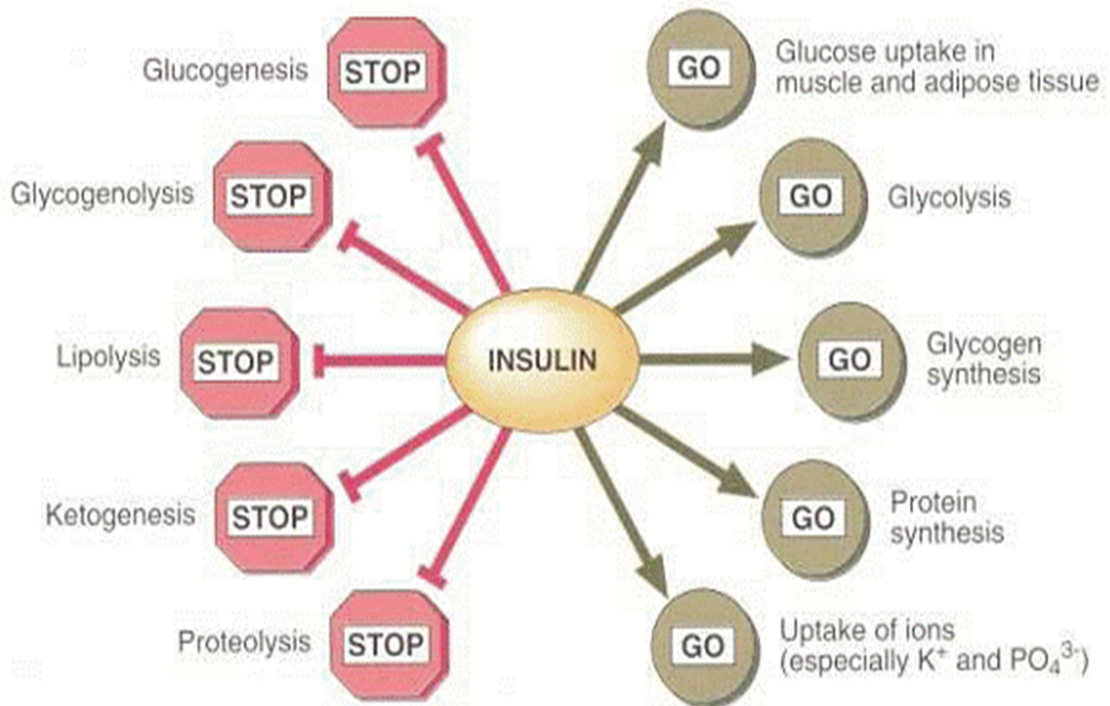 Glucogenesis
STOP
GO
Glucose uptake in
muscle and adipose tissue
Glycogenolysis
STOP
GO
Glycolysis
Lipolysis
STOP
INSULIN
GO
Glycogen
synthesis
Ketogenesis
STOP
GO
Protein
synthesis
Proteolysis
STOP
GO
Uptake of ions
(especially K⁺ and PO₄³⁻)